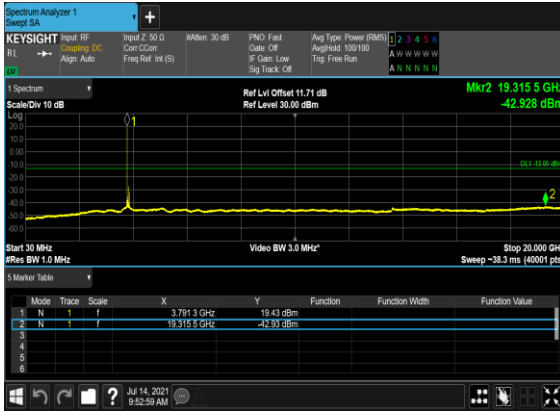 Spectrum Analyzer 1
Swept SA
+
KEYSIGHT
RL
Input: RF
Coupling: DC
Align: Auto
Input Z: 50 Ω
Corr CCorr
Freq Ref: Int (S)
#Atten: 30 dB
PNO: Fast
Gate: Off
IF Gain: Low
Sig Track: Off
Avg Type: Power (RMS)
Avg|Hold: 100/100
Trig: Free Run
1 2 3 4 5 6
A W W W W W
A N N N N N
1 Spectrum
Scale/Div 10 dB
Ref Lvl Offset 11.71 dB
Ref Level 30.00 dBm
Mkr2 19.315 5 GHz
-42.928 dBm
Log
20.0
10.0
0.00
-10.0
-20.0
-30.0
-40.0
-50.0
-60.0
1
DL1 -13.00 dBm
2
Start 30 MHz
#Res BW 1.0 MHz
Video BW 3.0 MHz*
Stop 20.000 GH
Sweep ~38.3 ms (40001 pts
5 Marker Table
Mode Trace Scale X Y Function Function Width Function Value
1 N 1 f 3.791 3 GHz 19.43 dBm
2 N 1 f 19.315 5 GHz -42.93 dBm
3
4
5
6
?
Jul 14, 2021
9:52:59 AM